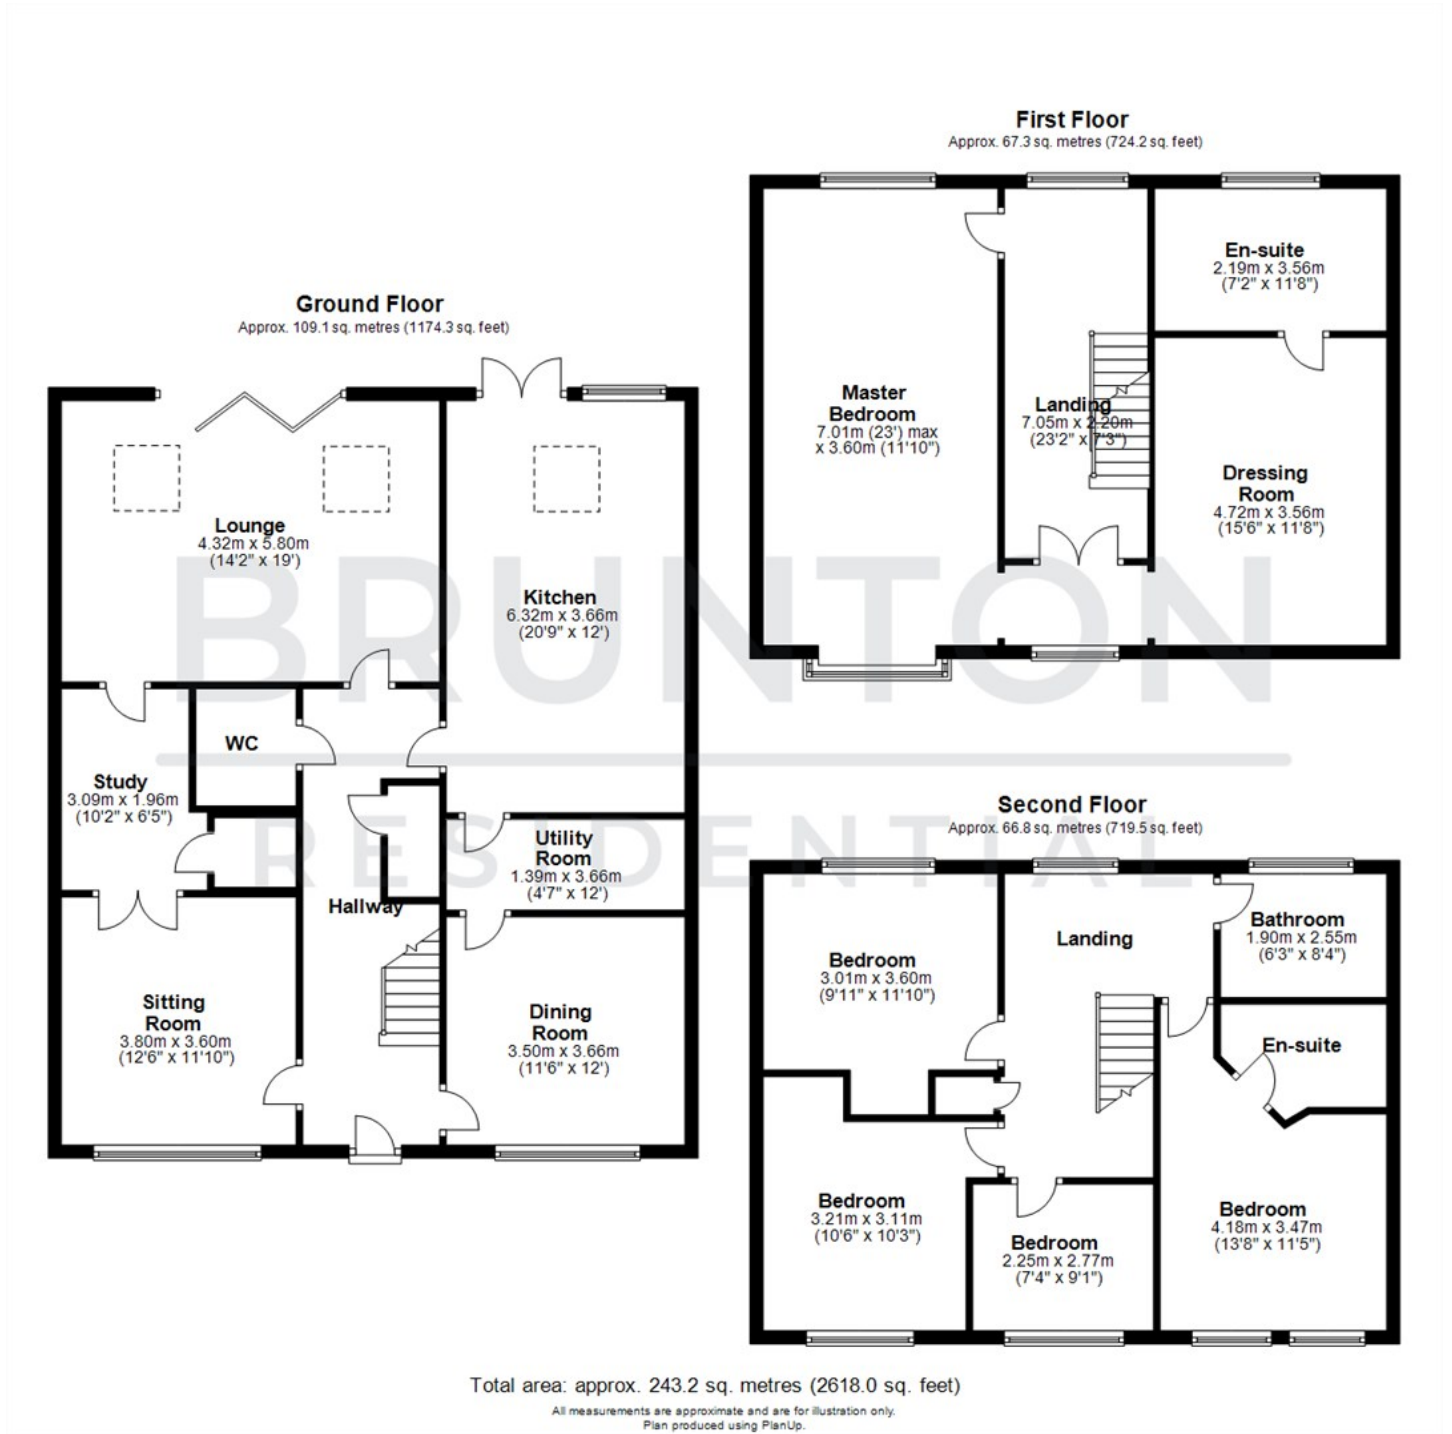 First Floor
Approx. 67.3 sq. metres (724.2 sq. feet)
En-suite
2.19m x 3.56m
(7'2" x 11'8")
Master
Bedroom
7.01m (23') max
x 3.60m (11'10")
Landing
7.05m x 2.20m
(23'2" x 7'3")
Dressing
Room
4.72m x 3.56m
(15'6" x 11'8")
Ground Floor
Approx. 109.1 sq. metres (1174.3 sq. feet)
Lounge
4.32m x 5.80m
(14'2" x 19')
Kitchen
6.32m x 3.66m
(20'9" x 12')
WC
Study
3.09m x 1.96m
(10'2" x 6'5")
Utility
Room
1.39m x 3.66m
(4'7" x 12')
Hallway
Sitting
Room
3.80m x 3.60m
(12'6" x 11'10")
Dining
Room
3.50m x 3.66m
(11'6" x 12')
BRUNTON
RESIDENTIAL
Second Floor
Approx. 66.8 sq. metres (719.5 sq. feet)
Bedroom
3.01m x 3.60m
(9'11" x 11'10")
Landing
Bathroom
1.90m x 2.55m
(6'3" x 8'4")
En-suite
Bedroom
3.21m x 3.11m
(10'6" x 10'3")
Bedroom
2.25m x 2.77m
(7'4" x 9'1")
Bedroom
4.18m x 3.47m
(13'8" x 11'5")
Total area: approx. 243.2 sq. metres (2618.0 sq. feet)
All measurements are approximate and are for illustration only.
Plan produced using PlanUp.